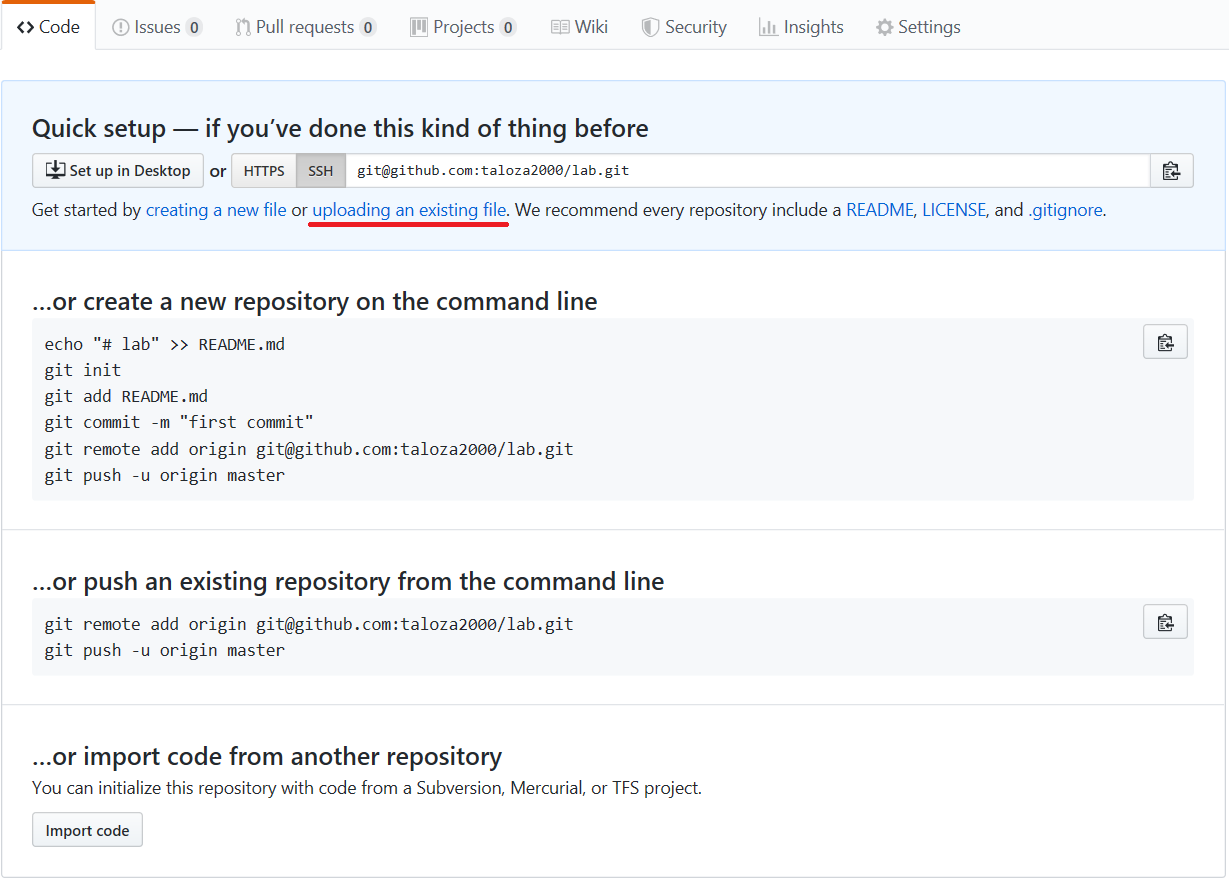 Code Issues 0 Pull requests 0 Projects 0 Wiki Security Insights Settings
Quick setup — if you’ve done this kind of thing before
Set up in Desktop or HTTPS SSH git@github.com:taloza2000/lab.git
Get started by creating a new file or uploading an existing file. We recommend every repository include a README, LICENSE, and .gitignore.
…or create a new repository on the command line
echo "# lab" >> README.md
git init
git add README.md
git commit -m "first commit"
git remote add origin git@github.com:taloza2000/lab.git
git push -u origin master
…or push an existing repository from the command line
git remote add origin git@github.com:taloza2000/lab.git
git push -u origin master
…or import code from another repository
You can initialize this repository with code from a Subversion, Mercurial, or TFS project.
Import code